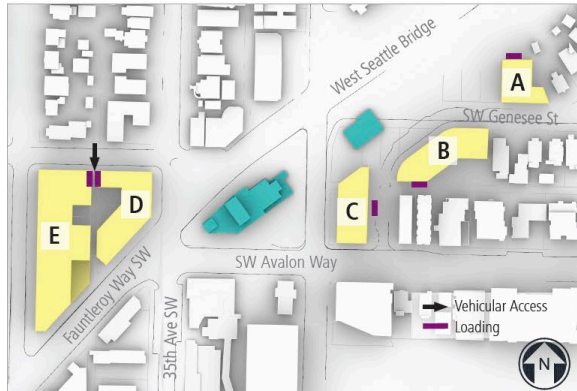 West Seattle Bridge
A
SW Genesee St
B
D
C
E
SW Avalon Way
Fauntleroy Way SW
35th Ave SW
Vehicular Access
Loading
N